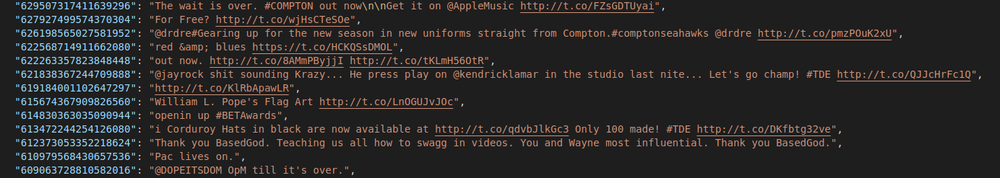 "629507317411639296": "The wait is over. #COMPTON out now\n\nGet it on @AppleMusic http://t.co/FZsGDTUyai",
"627927499574370304": "For Free? http://t.co/wjHsCTeSOe",
"626198565027581952": "@drdre#Gearing up for the new season in new uniforms straight from Compton.#comptonseahawks @drdre http://t.co/pmzPOuK2xU",
"622568714911662080": "red &amp; blues https://t.co/HCKQSsDMOL",
"622263357823848448": "out now. http://t.co/8AMmPByjjI http://t.co/tKLmH56OtR",
"621838367244709888": "@jayrock shit sounding Krazy... He press play on @kendricklamar in the studio last nite... Let's go champ! #TDE http://t.co/QJJcHrFc1Q",
"619184001102647297": "http://t.co/KlRbApawLR",
"615674367909826560": "William L. Pope's Flag Art http://t.co/LnOGUJvJOc",
"614830363035090944": "openin up #BETAwards",
"613472244254126080": "i Corduroy Hats in black are now available at http://t.co/qdvbJlkGc3 Only 100 made! #TDE http://t.co/DKfbtg32ve",
"612373053352218624": "Thank you BasedGod. Teaching us all how to swagg in videos. You and Wayne most influential. Thank you BasedGod.",
"610979568430657536": "Pac lives on.",
"609063728810582016": "@DOPEITSDOM OpM till it's over.",